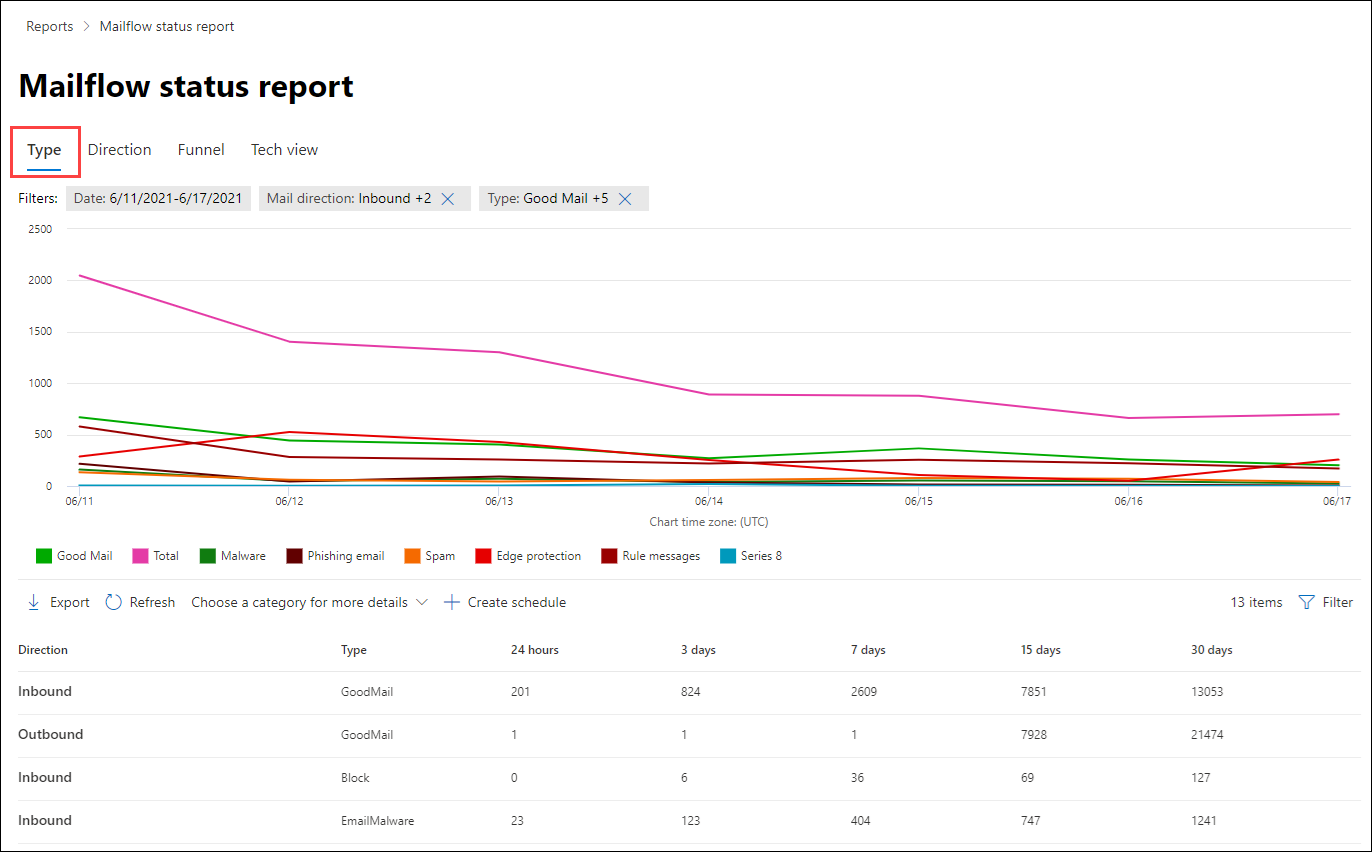 Reports > Mailflow status report
Mailflow status report
Type Direction Funnel Tech view
Filters: Date: 6/11/2021-6/17/2021 Mail direction: Inbound +2 Type: Good Mail +5
2500
2000
1500
1000
500
0
06/11 06/12 06/13 06/14 06/15 06/16 06/17
Chart time zone: (UTC)
Good Mail Total Malware Phishing email Spam Edge protection Rule messages Series 8
Export Refresh Choose a category for more details Create schedule 13 items Filter
Direction Type 24 hours 3 days 7 days 15 days 30 days
Inbound GoodMail 201 824 2609 7851 13053
Outbound GoodMail 1 1 1 7928 21474
Inbound Block 0 6 36 69 127
Inbound EmailMalware 23 123 404 747 1241